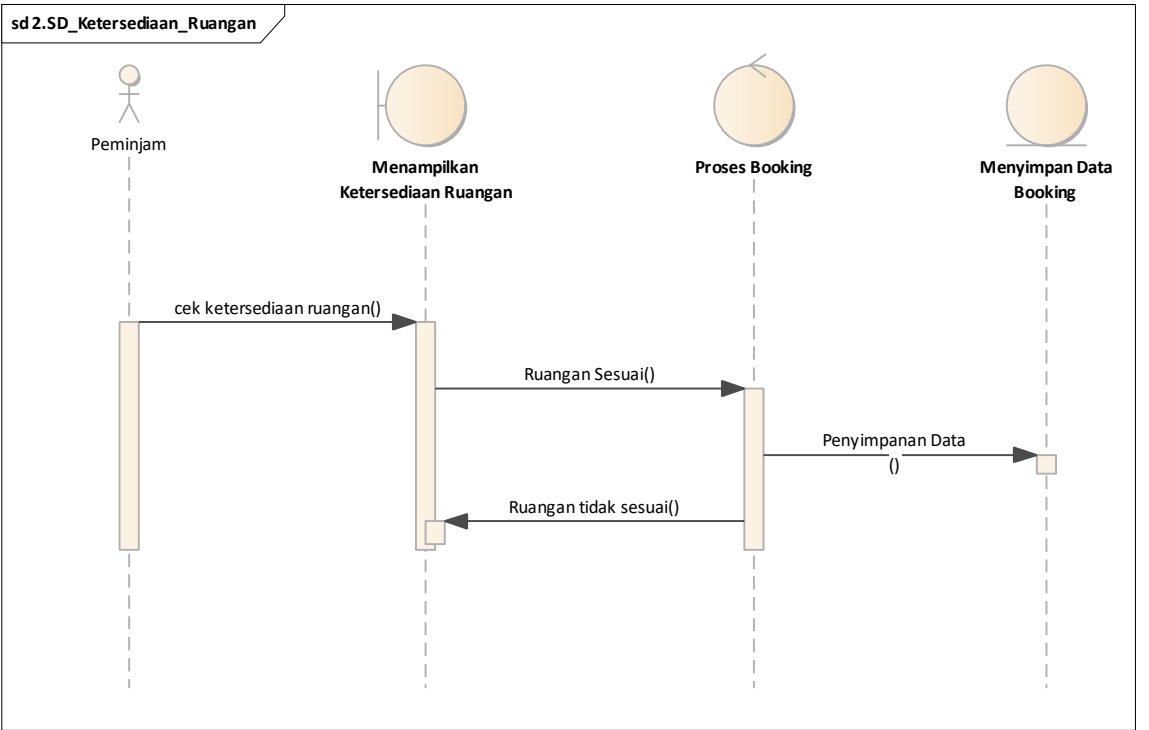 sd 2.SD_Ketersediaan_Ruangan
Peminjam
Menampilkan
Ketersediaan Ruangan
Proses Booking
Menyimpan Data
Booking
cek ketersediaan ruangan()
Ruangan Sesuai()
Penyimpanan Data
()
Ruangan tidak sesuai()